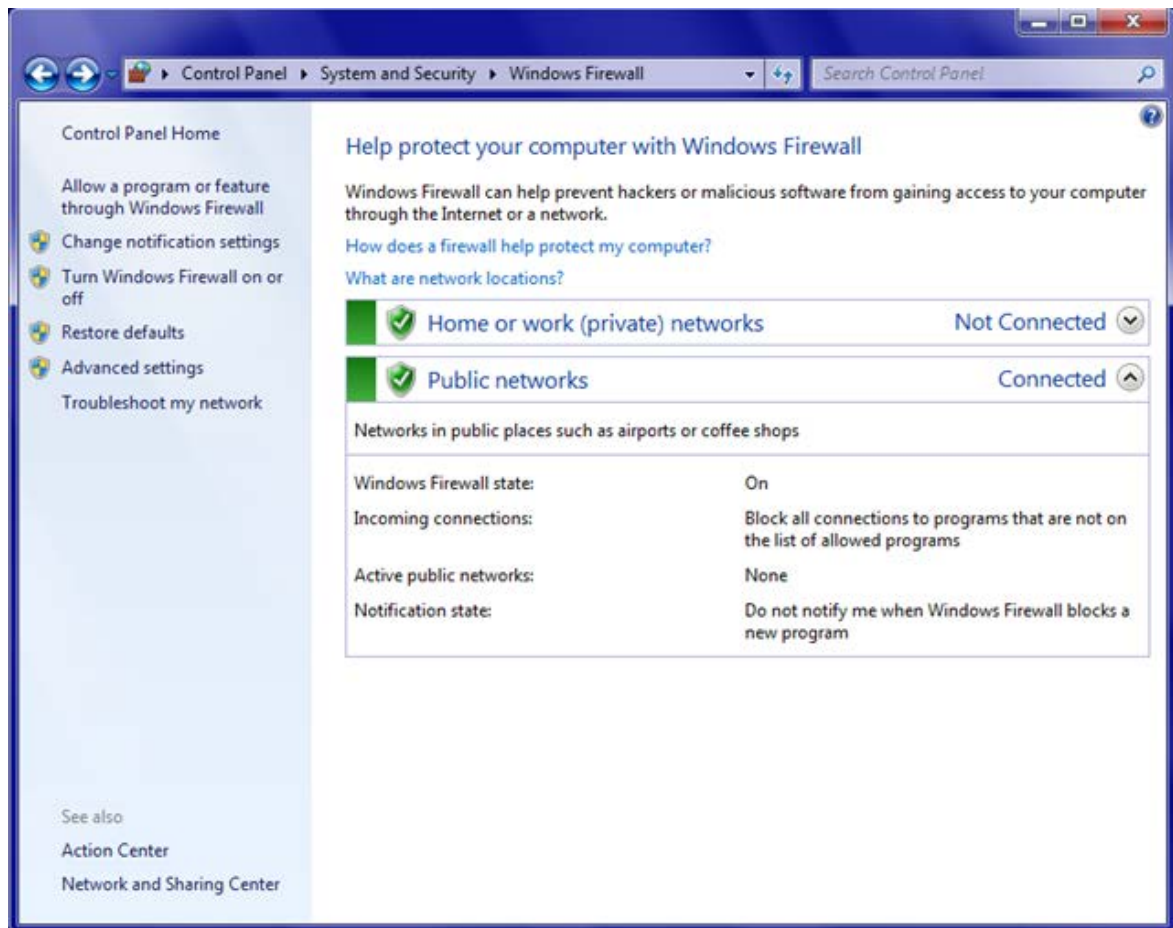 Control Panel ▸ System and Security ▸ Windows Firewall
Search Control Panel
Control Panel Home
Allow a program or feature
through Windows Firewall
Change notification settings
Turn Windows Firewall on or
off
Restore defaults
Advanced settings
Troubleshoot my network
See also
Action Center
Network and Sharing Center
Help protect your computer with Windows Firewall
Windows Firewall can help prevent hackers or malicious software from gaining access to your computer
through the Internet or a network.
How does a firewall help protect my computer?
What are network locations?
Home or work (private) networks Not Connected
Public networks Connected
Networks in public places such as airports or coffee shops
Windows Firewall state: On
Incoming connections: Block all connections to programs that are not on
the list of allowed programs
Active public networks: None
Notification state: Do not notify me when Windows Firewall blocks a
new program